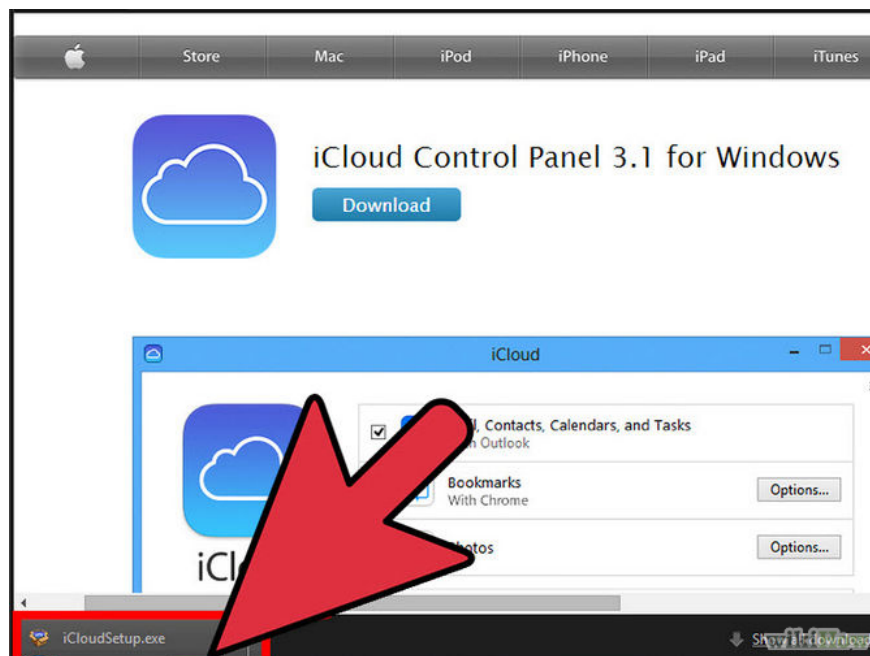 Store Mac iPod iPhone iPad iTunes
iCloud Control Panel 3.1 for Windows
Download
iCloud
Contacts, Calendars, and Tasks
Outlook
Bookmarks
With Chrome
Options...
Options...
iCloudSetup.exe